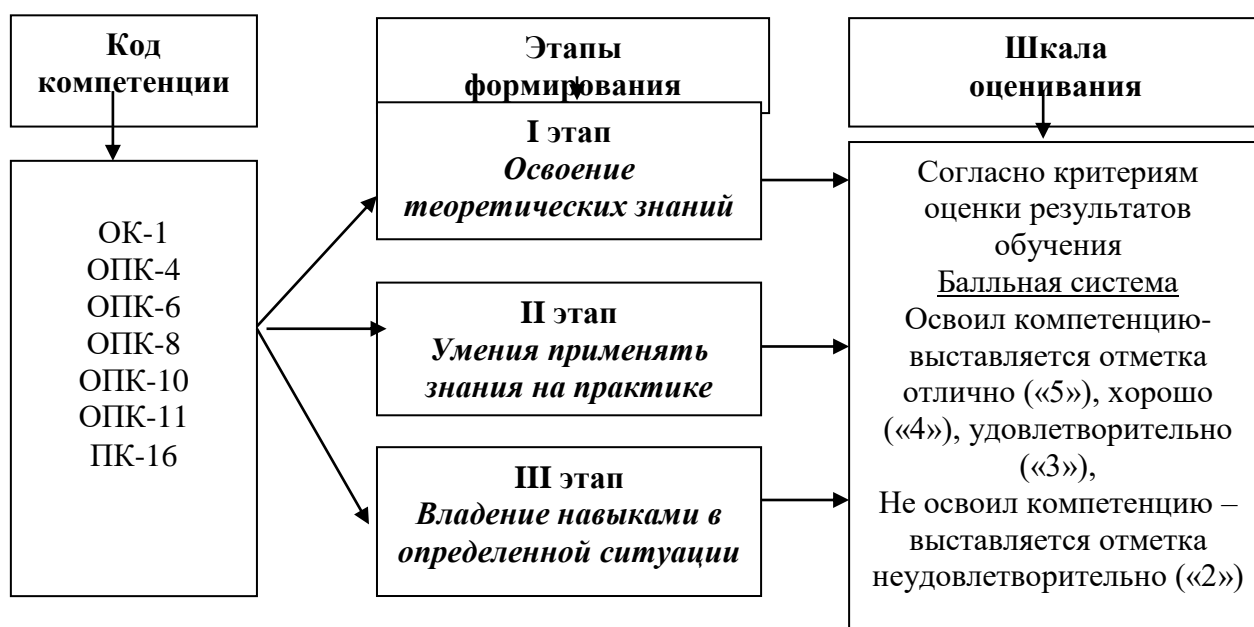 Код
компетенции
Этапы
формирования
Шкала
оценивания
ОК-1
ОПК-4
ОПК-6
ОПК-8
ОПК-10
ОПК-11
ПК-16
I этап
Освоение
теоретических знаний
II этап
Умения применять
знания на практике
III этап
Владение навыками в
определенной ситуации
Согласно критериям
оценки результатов
обучения
Балльная система
Освоил компетенцию-
выставляется отметка
отлично («5»), хорошо
(«4»), удовлетворительно
(«3»),
Не освоил компетенцию –
выставляется отметка
неудовлетворительно («2»)